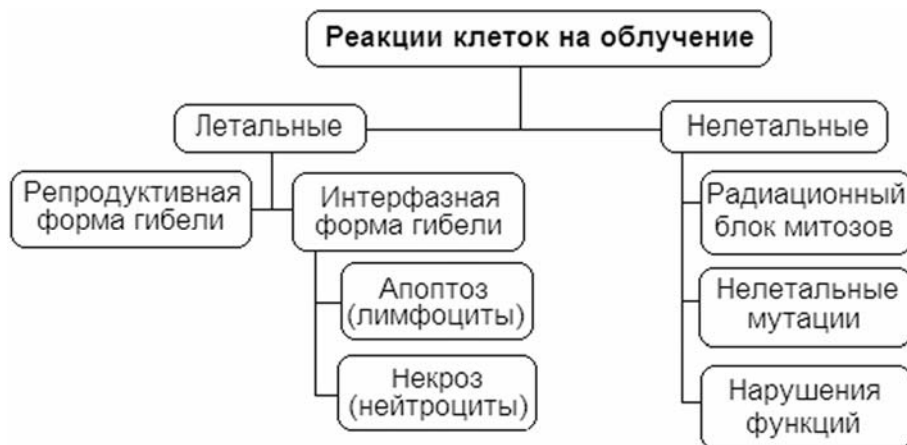 Реакции клеток на облучение
Летальные
Нелетальные
Репродуктивная
форма гибели
Интерфазная
форма гибели
Апоптоз
(лимфоциты)
Некроз
(нейтроциты)
Радиационный
блок митозов
Нелетальные
мутации
Нарушения
функций